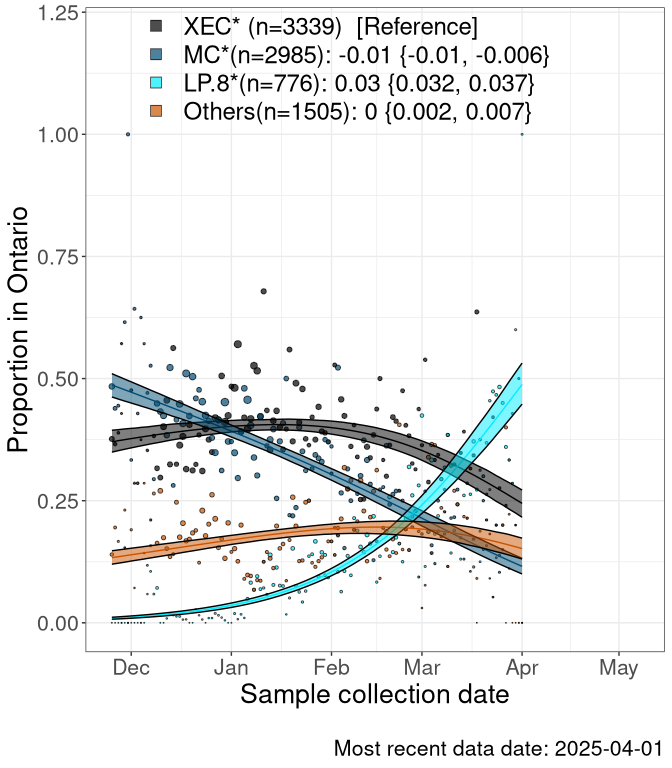 XEC* (n=3339)  [Reference]
MC*(n=2985): -0.01 {-0.01, -0.006}
LP.8*(n=776): 0.03 {0.032, 0.037}
Others(n=1505): 0 {0.002, 0.007}
1.25
1.00
0.75
0.50
0.25
0.00
Proportion in Ontario
Dec Jan Feb Mar Apr May
Sample collection date
Most recent data date: 2025-04-01